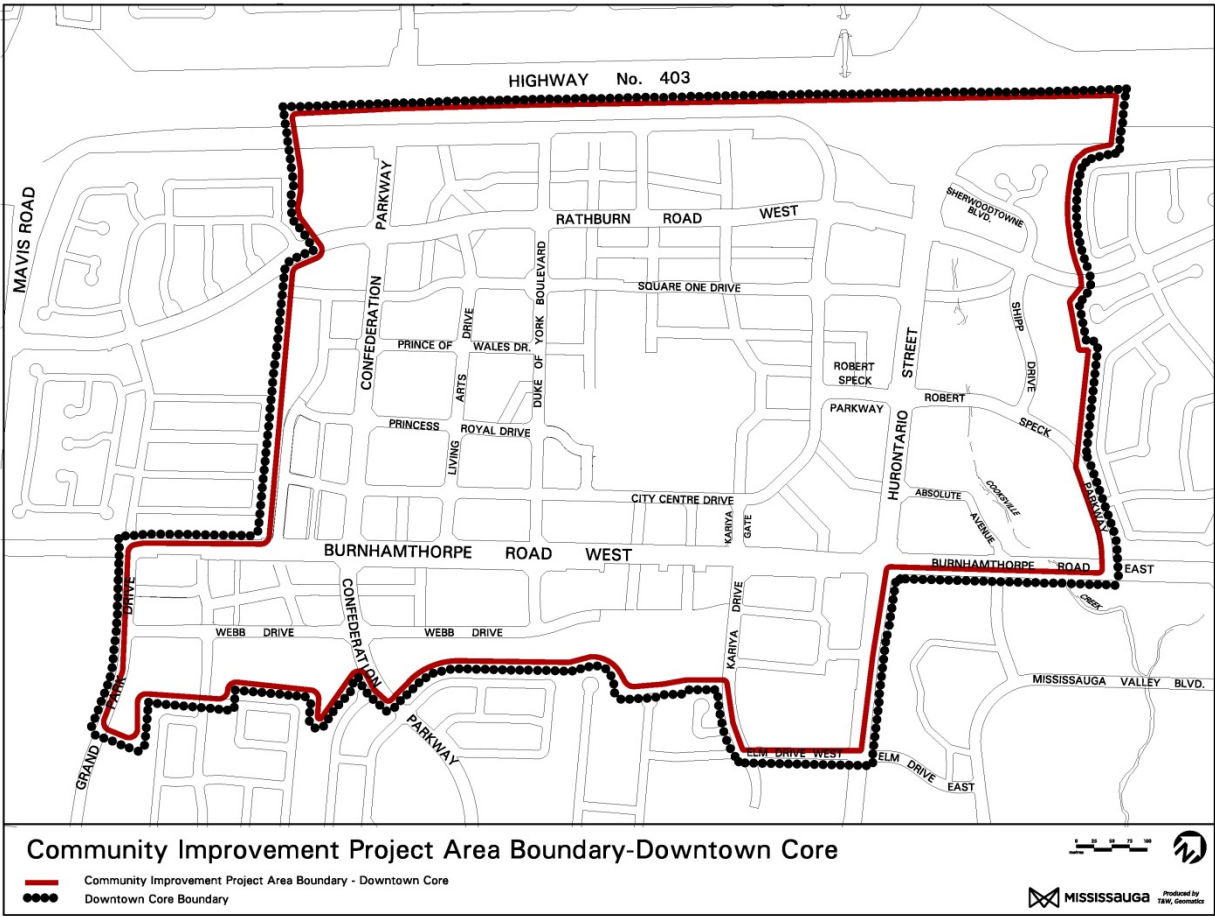 HIGHWAY No. 403
MAVIS ROAD
PARKWAY
CONFEDERATION
RATHBURN ROAD WEST
SHERWOODTOWNE
BLVD.
SQUARE ONE DRIVE
DUKE OF YORK BOULEVARD
LIVING ARTS DRIVE
PRINCE OF WALES DR.
PRINCESS ROYAL DRIVE
SHIPP DRIVE
HURONTARIO STREET
ROBERT
SPECK
PARKWAY
ROBERT SPECK PARKWAY
CITY CENTRE DRIVE
KARIYA
GATE
ABSOLUTE AVENUE
COOKSVILLE
CREEK
BURNHAMTHORPE ROAD WEST
BURNHAMTHORPE ROAD EAST
CONFEDERATION
PARKWAY
WEBB DRIVE
WEBB DRIVE
KARIYA DRIVE
MISSISSAUGA VALLEY BLVD.
GRAND PARK DRIVE
ELM DRIVE WEST
ELM DRIVE EAST
Community Improvement Project Area Boundary-Downtown Core
Community Improvement Project Area Boundary - Downtown Core
Downtown Core Boundary
metres
MISSISSAUGA
Produced by
T&W, Geomatics